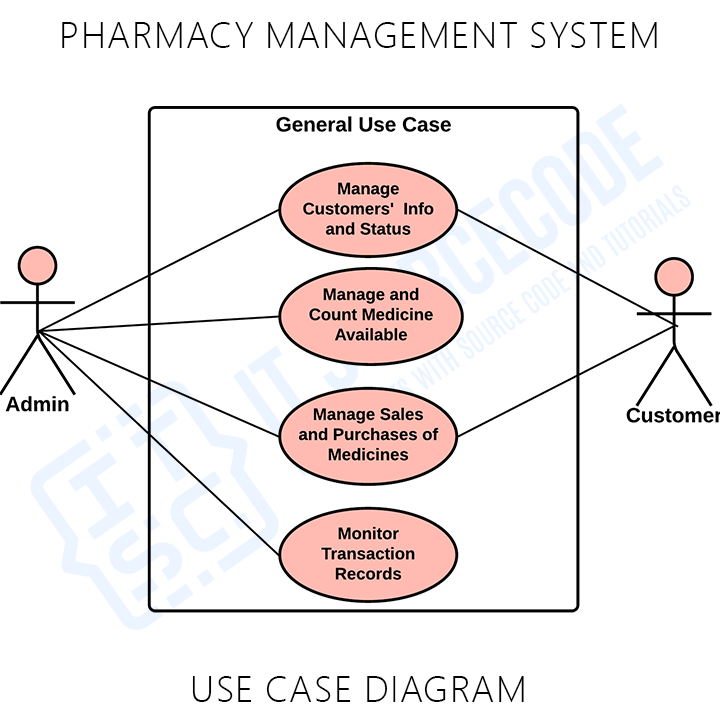 PHARMACY MANAGEMENT SYSTEM
General Use Case
Manage
Customers' Info
and Status
Manage and
Count Medicine
Available
Manage Sales
and Purchases of
Medicines
Monitor
Transaction
Records
Admin
Customer
IT SOURCECODE
WITH SOURCE CODE AND TUTORIALS
ITSC
USE CASE DIAGRAM